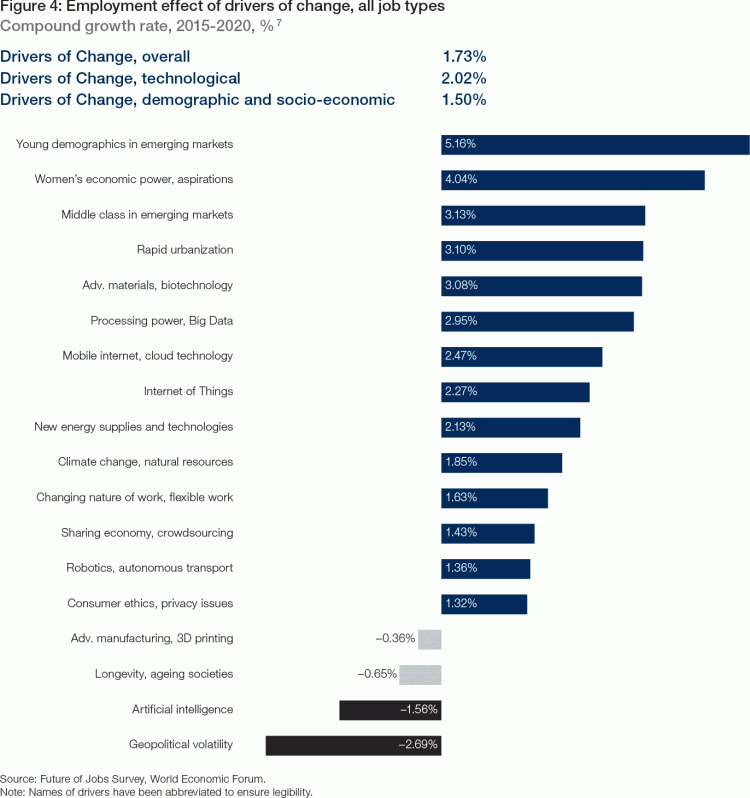 Figure 4: Employment effect of drivers of change, all job types
Compound growth rate, 2015-2020, % 7
Drivers of Change, overall 1.73%
Drivers of Change, technological 2.02%
Drivers of Change, demographic and socio-economic 1.50%
Young demographics in emerging markets 5.16%
Women's economic power, aspirations 4.04%
Middle class in emerging markets 3.13%
Rapid urbanization 3.10%
Adv. materials, biotechnology 3.08%
Processing power, Big Data 2.95%
Mobile internet, cloud technology 2.47%
Internet of Things 2.27%
New energy supplies and technologies 2.13%
Climate change, natural resources 1.85%
Changing nature of work, flexible work 1.63%
Sharing economy, crowdsourcing 1.43%
Robotics, autonomous transport 1.36%
Consumer ethics, privacy issues 1.32%
Adv. manufacturing, 3D printing −0.36%
Longevity, ageing societies −0.65%
Artificial intelligence −1.56%
Geopolitical volatility −2.69%
Source: Future of Jobs Survey, World Economic Forum.
Note: Names of drivers have been abbreviated to ensure legibility.